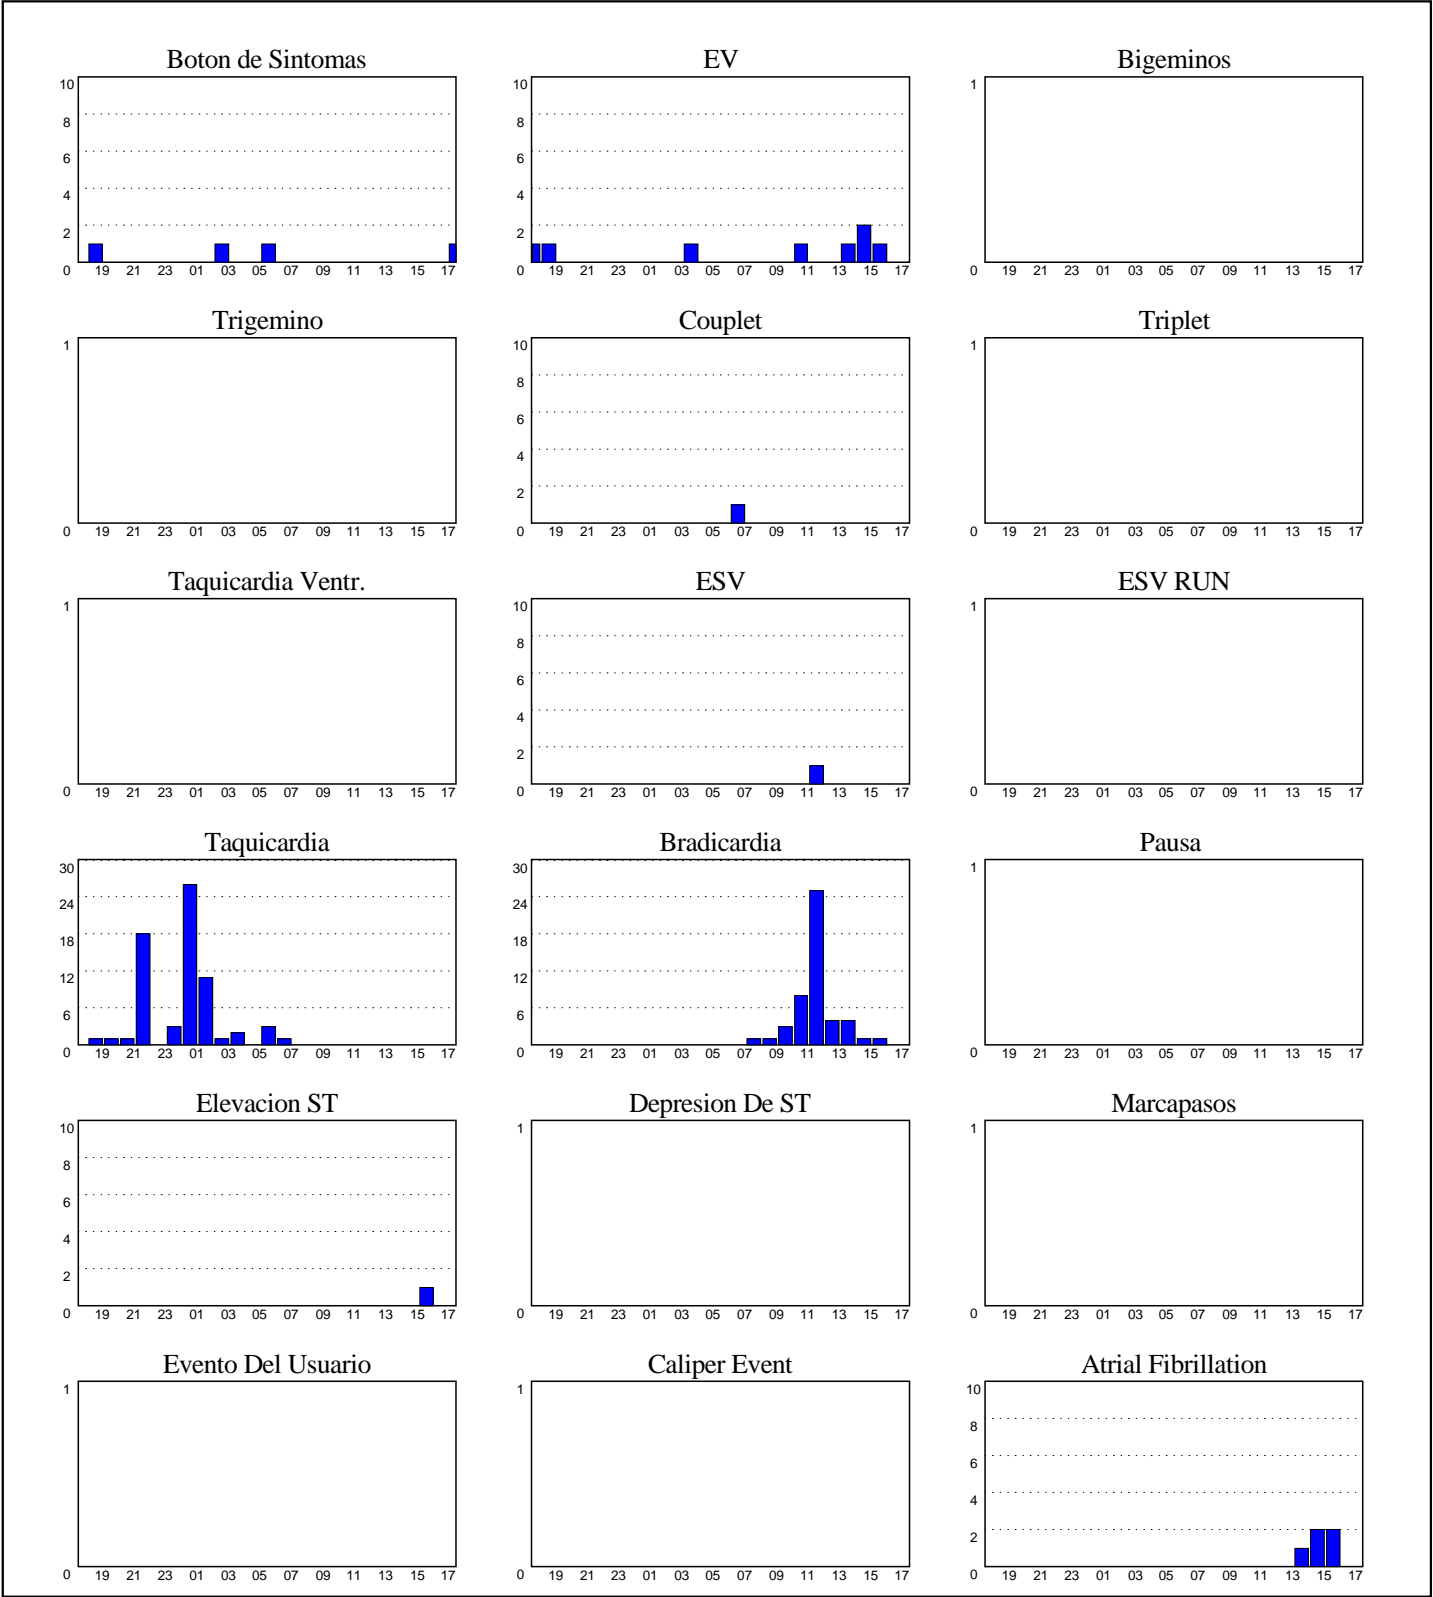 Boton de Sintomas EV Bigeminos
10 10 1
8 8
6 6
4 4
2 2
0 19 21 23 01 03 05 07 09 11 13 15 17 0 19 21 23 01 03 05 07 09 11 13 15 17 0 19 21 23 01 03 05 07 09 11 13 15 17
Trigemino Couplet Triplet
1 10 1
8
6
4
2
0 19 21 23 01 03 05 07 09 11 13 15 17 0 19 21 23 01 03 05 07 09 11 13 15 17 0 19 21 23 01 03 05 07 09 11 13 15 17
Taquicardia Ventr. ESV ESV RUN
1 10 1
8
6
4
2
0 19 21 23 01 03 05 07 09 11 13 15 17 0 19 21 23 01 03 05 07 09 11 13 15 17 0 19 21 23 01 03 05 07 09 11 13 15 17
Taquicardia Bradicardia Pausa
30 30 1
24 24
18 18
12 12
6 6
0 19 21 23 01 03 05 07 09 11 13 15 17 0 19 21 23 01 03 05 07 09 11 13 15 17 0 19 21 23 01 03 05 07 09 11 13 15 17
Elevacion ST Depresion De ST Marcapasos
10 1 1
8
6
4
2
0 19 21 23 01 03 05 07 09 11 13 15 17 0 19 21 23 01 03 05 07 09 11 13 15 17 0 19 21 23 01 03 05 07 09 11 13 15 17
Evento Del Usuario Caliper Event Atrial Fibrillation
1 1 10
8
6
4
2
0 19 21 23 01 03 05 07 09 11 13 15 17 0 19 21 23 01 03 05 07 09 11 13 15 17 0 19 21 23 01 03 05 07 09 11 13 15 17